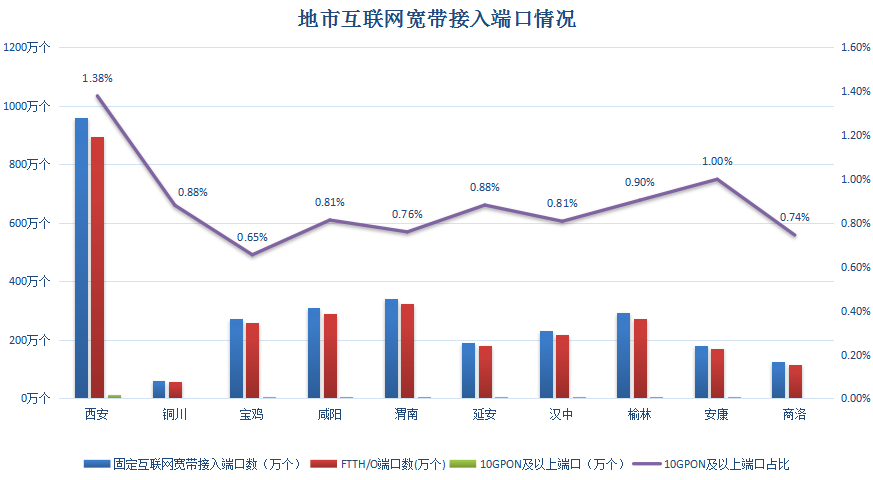 地市互联网宽带接入端口情况
1200万个
1000万个
800万个
600万个
400万个
200万个
0万个
1.60%
1.40%
1.20%
1.00%
0.80%
0.60%
0.40%
0.20%
0.00%
1.38%
0.88%
0.65%
0.81%
0.76%
0.88%
0.81%
0.90%
1.00%
0.74%
西安 铜川 宝鸡 咸阳 渭南 延安 汉中 榆林 安康 商洛
固定互联网宽带接入端口数（万个） FTTH/O端口数(万个) 10GPON及以上端口（万个） 10GPON及以上端口占比